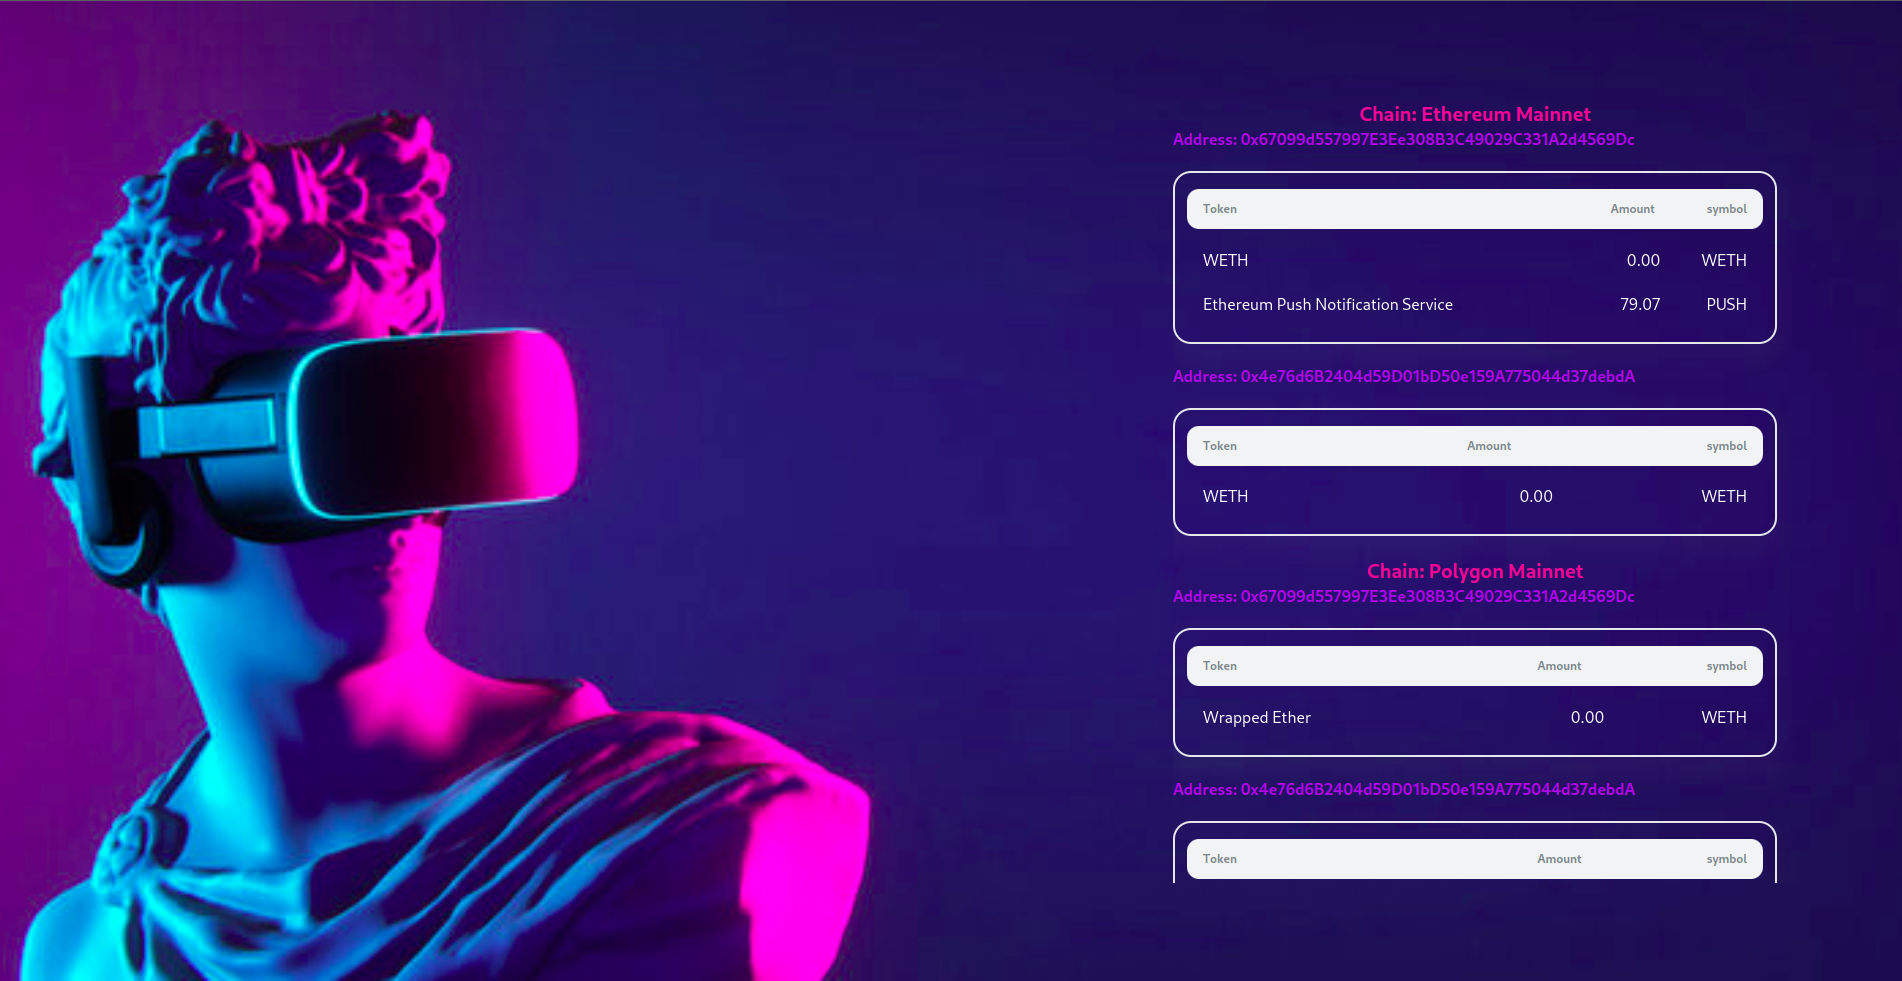 Chain: Ethereum Mainnet
Address: 0x67099d557997E3Ee308B3C49029C331A2d4569Dc
Token Amount symbol
WETH 0.00 WETH
Ethereum Push Notification Service 79.07 PUSH
Address: 0x4e76d6B2404d59D01bD50e159A775044d37debdA
Token Amount symbol
WETH 0.00 WETH
Chain: Polygon Mainnet
Address: 0x67099d557997E3Ee308B3C49029C331A2d4569Dc
Token Amount symbol
Wrapped Ether 0.00 WETH
Address: 0x4e76d6B2404d59D01bD50e159A775044d37debdA
Token Amount symbol